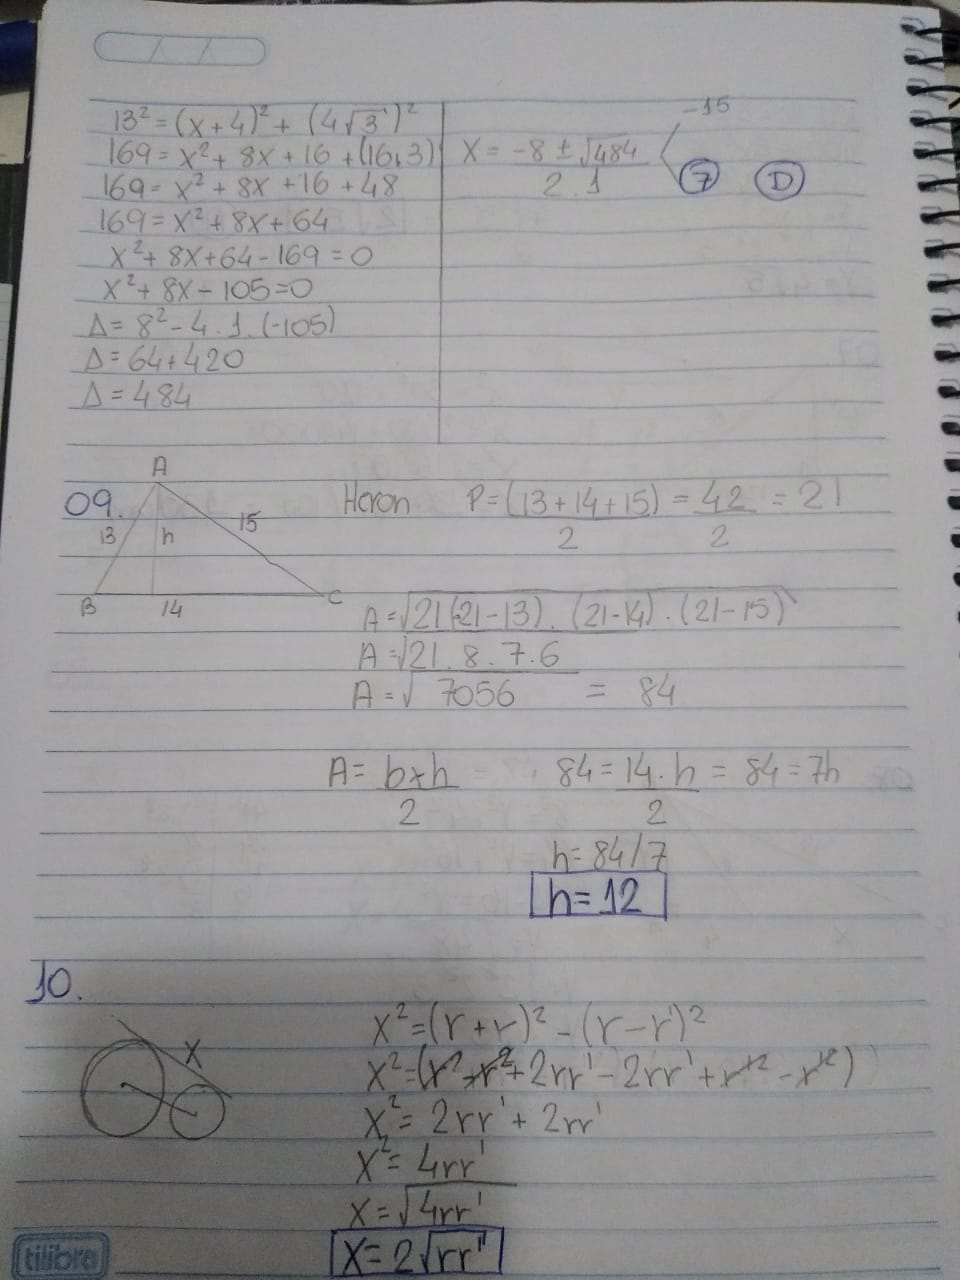 13² = (x+4)² + (4√3)²
169 = x² + 8x + 16 + (16.3)
169 = x² + 8x + 16 + 48
169 = x² + 8x + 64
x² + 8x + 64 - 169 = 0
x² + 8x - 105 = 0
Δ = 8² - 4 . 1 . (-105)
Δ = 64 + 420
Δ = 484
-15
x = -8 ± √484
2 . 1
7 D
09.
A
13 h 15
B 14 C
Heron P = (13 + 14 + 15) = 42 = 21
2 2
A = √21(21-13) . (21-14) . (21-15)
A = √21 . 8 . 7 . 6
A = √7056 = 84
A = b x h 84 = 14 . h = 84 = 7h
2 2
h = 84/7
h = 12
10.
X
x² = (r + r)² - (r - r')²
x² = (r² + r² + 2rr' - 2rr' + r² - r²)
x² = 2rr' + 2rr'
x² = 4rr'
x = √4rr'
x = 2√rr'
tilibra